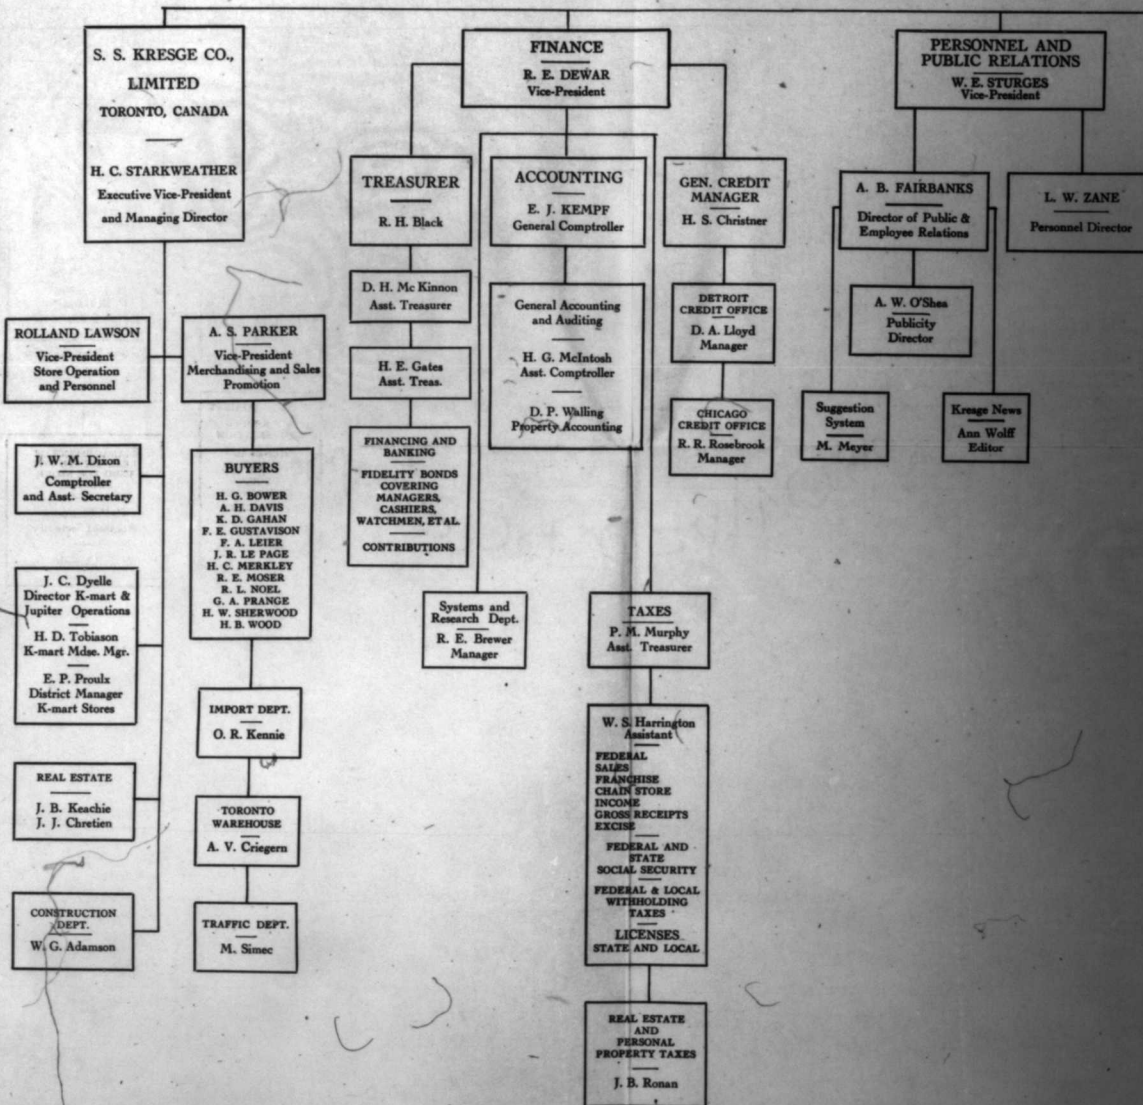 S. S. KRESGE CO.,
LIMITED
TORONTO, CANADA
H. C. STARKWEATHER
Executive Vice-President
and Managing Director
ROLLAND LAWSON
Vice-President
Store Operation
and Personnel
A. S. PARKER
Vice-President
Merchandising and Sales
Promotion
J. W. M. Dixon
Comptroller
and Asst. Secretary
J. C. Dyelle
Director K-mart &
Jupiter Operations
H. D. Tobiason
K-mart Mdse. Mgr.
E. P. Proulx
District Manager
K-mart Stores
REAL ESTATE
J. B. Keachie
J. J. Chretien
CONSTRUCTION
DEPT.
W. G. Adamson
BUYERS
H. G. BOWER
A. H. DAVIS
K. D. GAHAN
F. E. GUSTAVISON
F. A. LEIER
J. R. LE PAGE
H. C. MERKLEY
R. E. MOSER
R. L. NOEL
G. A. PRANGE
H. W. SHERWOOD
H. B. WOOD
IMPORT DEPT.
O. R. Kennie
TORONTO
WAREHOUSE
A. V. Criegern
TRAFFIC DEPT.
M. Simec
FINANCE
R. E. DEWAR
Vice-President
TREASURER
R. H. Black
D. H. Mc Kinnon
Asst. Treasurer
H. E. Gates
Asst. Treas.
FINANCING AND
BANKING
FIDELITY BONDS
COVERING
MANAGERS,
CASHIERS,
WATCHMEN, ET AL.
CONTRIBUTIONS
ACCOUNTING
E. J. KEMPF
General Comptroller
General Accounting
and Auditing
H. G. McIntosh
Asst. Comptroller
D. P. Walling
Property Accounting
GEN. CREDIT
MANAGER
H. S. Christner
DETROIT
CREDIT OFFICE
D. A. Lloyd
Manager
CHICAGO
CREDIT OFFICE
R. R. Rosebrook
Manager
Systems and
Research Dept.
R. E. Brewer
Manager
TAXES
P. M. Murphy
Asst. Treasurer
W. S. Harrington
Assistant
FEDERAL
SALES
FRANCHISE
CHAIN STORE
INCOME
GROSS RECEIPTS
EXCISE
FEDERAL AND
STATE
SOCIAL SECURITY
FEDERAL & LOCAL
WITHHOLDING
TAXES
LICENSES
STATE AND LOCAL
REAL ESTATE
AND
PERSONAL
PROPERTY TAXES
J. B. Ronan
PERSONNEL AND
PUBLIC RELATIONS
W. E. STURGES
Vice-President
A. B. FAIRBANKS
Director of Public &
Employee Relations
L. W. ZANE
Personnel Director
A. W. O'Shea
Publicity
Director
Suggestion
System
M. Meyer
Kresge News
Ann Wolff
Editor